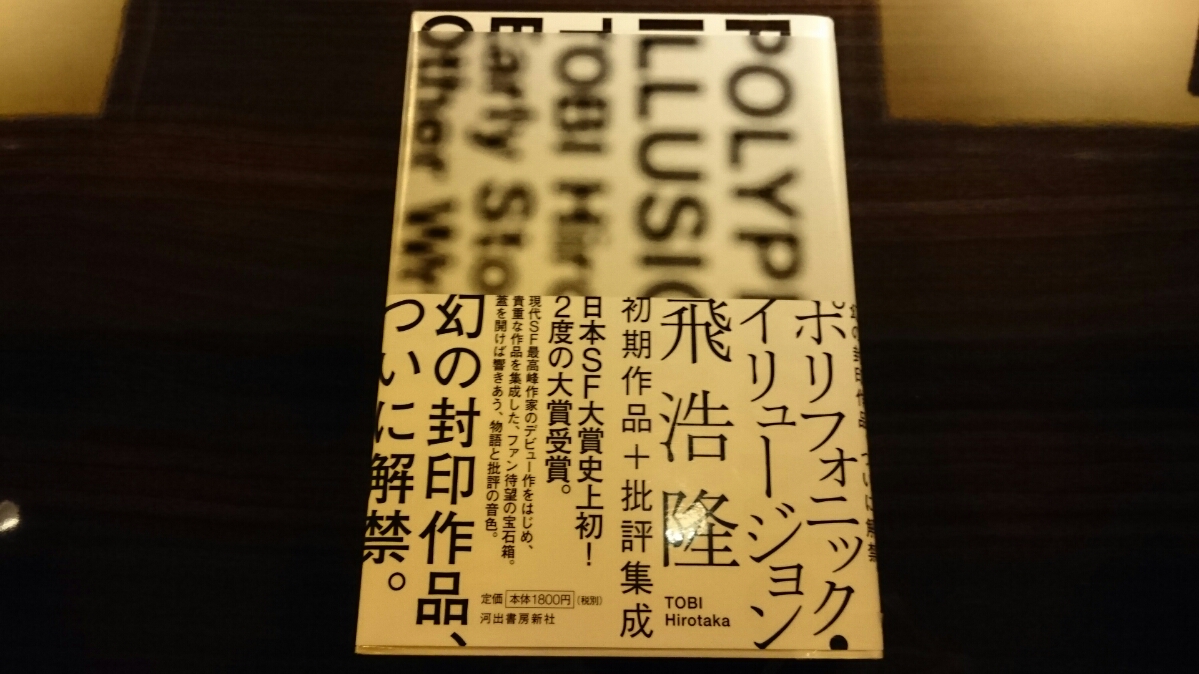 POLYP
ILLUSIO
TOBI Hiro
Early Sto
Other Wr
ポリフォニック・
イリュージョン
飛浩隆
TOBI
Hirotaka
初期作品＋批評集成
日本SF大賞史上初！
2度の大賞受賞。
現代SF最高峰作家のデビュー作をはじめ、
貴重な作品を集成した、ファン待望の宝石箱。
蓋を開けば響きあう、物語と批評の音色。
幻の封印作品、
ついに解禁。
定価 本体1800円（税別）
河出書房新社